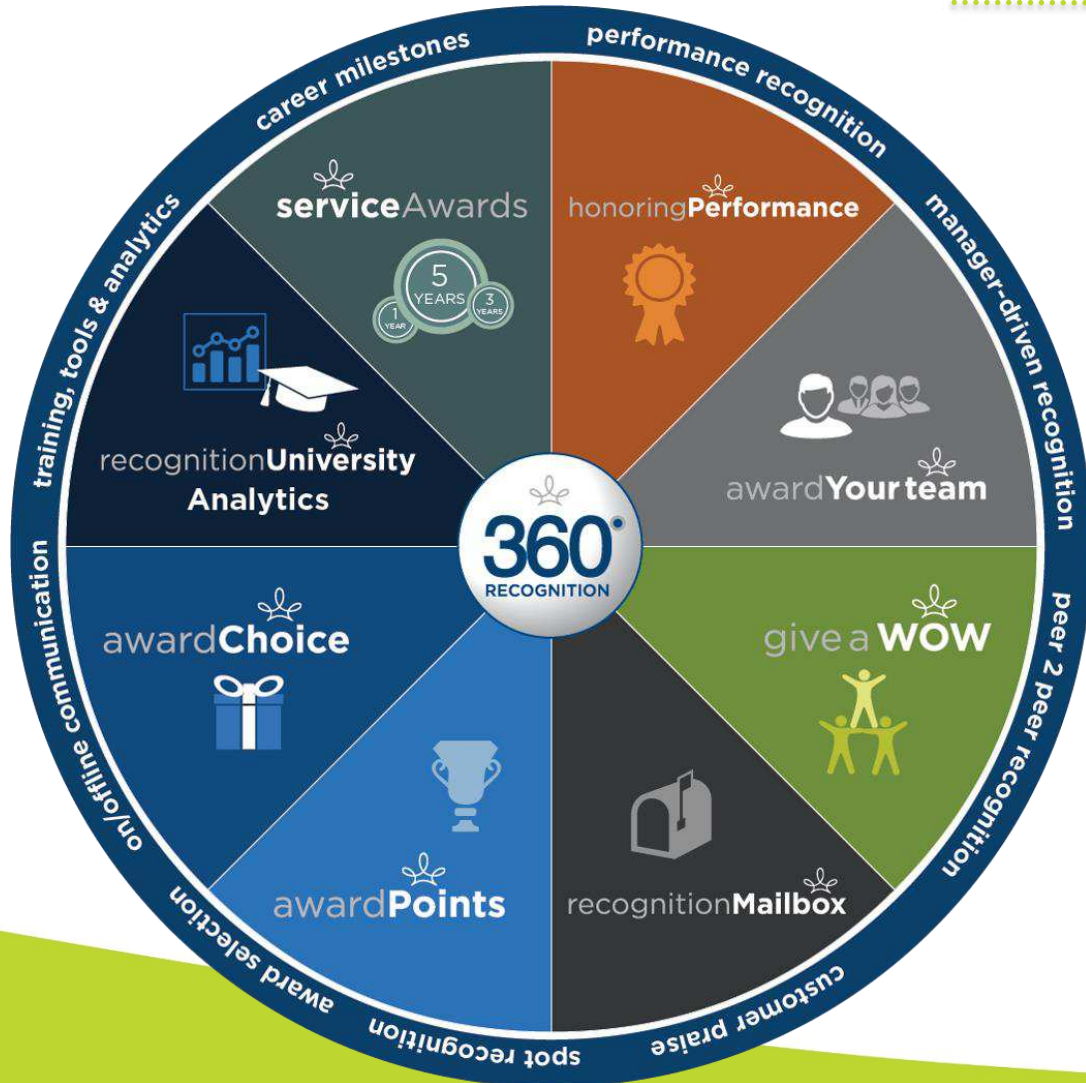 career milestones
performance recognition
manager-driven recognition
peer 2 peer recognition
customer praise
spot recognition
award selection
on/offline communication
training, tools & analytics
serviceAwards
5
YEARS
1
YEAR
3
YEARS
honoringPerformance
awardYourteam
give a WOW
recognitionMailbox
awardPoints
awardChoice
recognitionUniversity
Analytics
360°
RECOGNITION